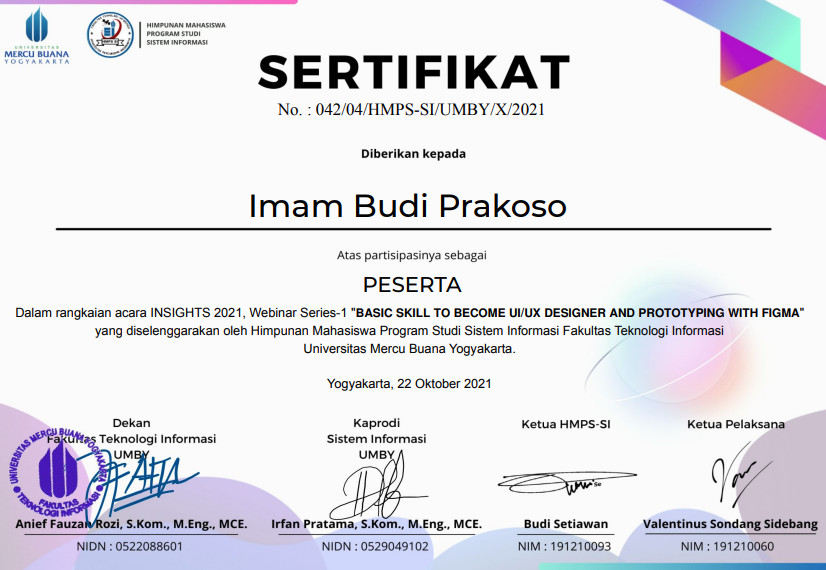 UNIVERSITAS
MERCU BUANA
YOGYAKARTA
HIMPUNAN MAHASISWA
PROGRAM STUDI
SISTEM INFORMASI
SERTIFIKAT
No. : 042/04/HMPS-SI/UMBY/X/2021
Diberikan kepada
Imam Budi Prakoso
Atas partisipasinya sebagai
PESERTA
Dalam rangkaian acara INSIGHTS 2021, Webinar Series-1 "BASIC SKILL TO BECOME UI/UX DESIGNER AND PROTOTYPING WITH FIGMA"
yang diselenggarakan oleh Himpunan Mahasiswa Program Studi Sistem Informasi Fakultas Teknologi Informasi
Universitas Mercu Buana Yogyakarta.
Yogyakarta, 22 Oktober 2021
Dekan
Fakultas Teknologi Informasi
UMBY
UNIVERSITAS MERCU BUANA YOGYAKARTA
FAKULTAS
TEKNOLOGI INFORMASI
Anief Fauzan Rozi, S.Kom., M.Eng., MCE.
NIDN : 0522088601
Kaprodi
Sistem Informasi
UMBY
Irfan Pratama, S.Kom., M.Eng., MCE.
NIDN : 0529049102
Ketua HMPS-SI
Budi Setiawan
NIM : 191210093
Ketua Pelaksana
Valentinus Sondang Sidebang
NIM : 191210060